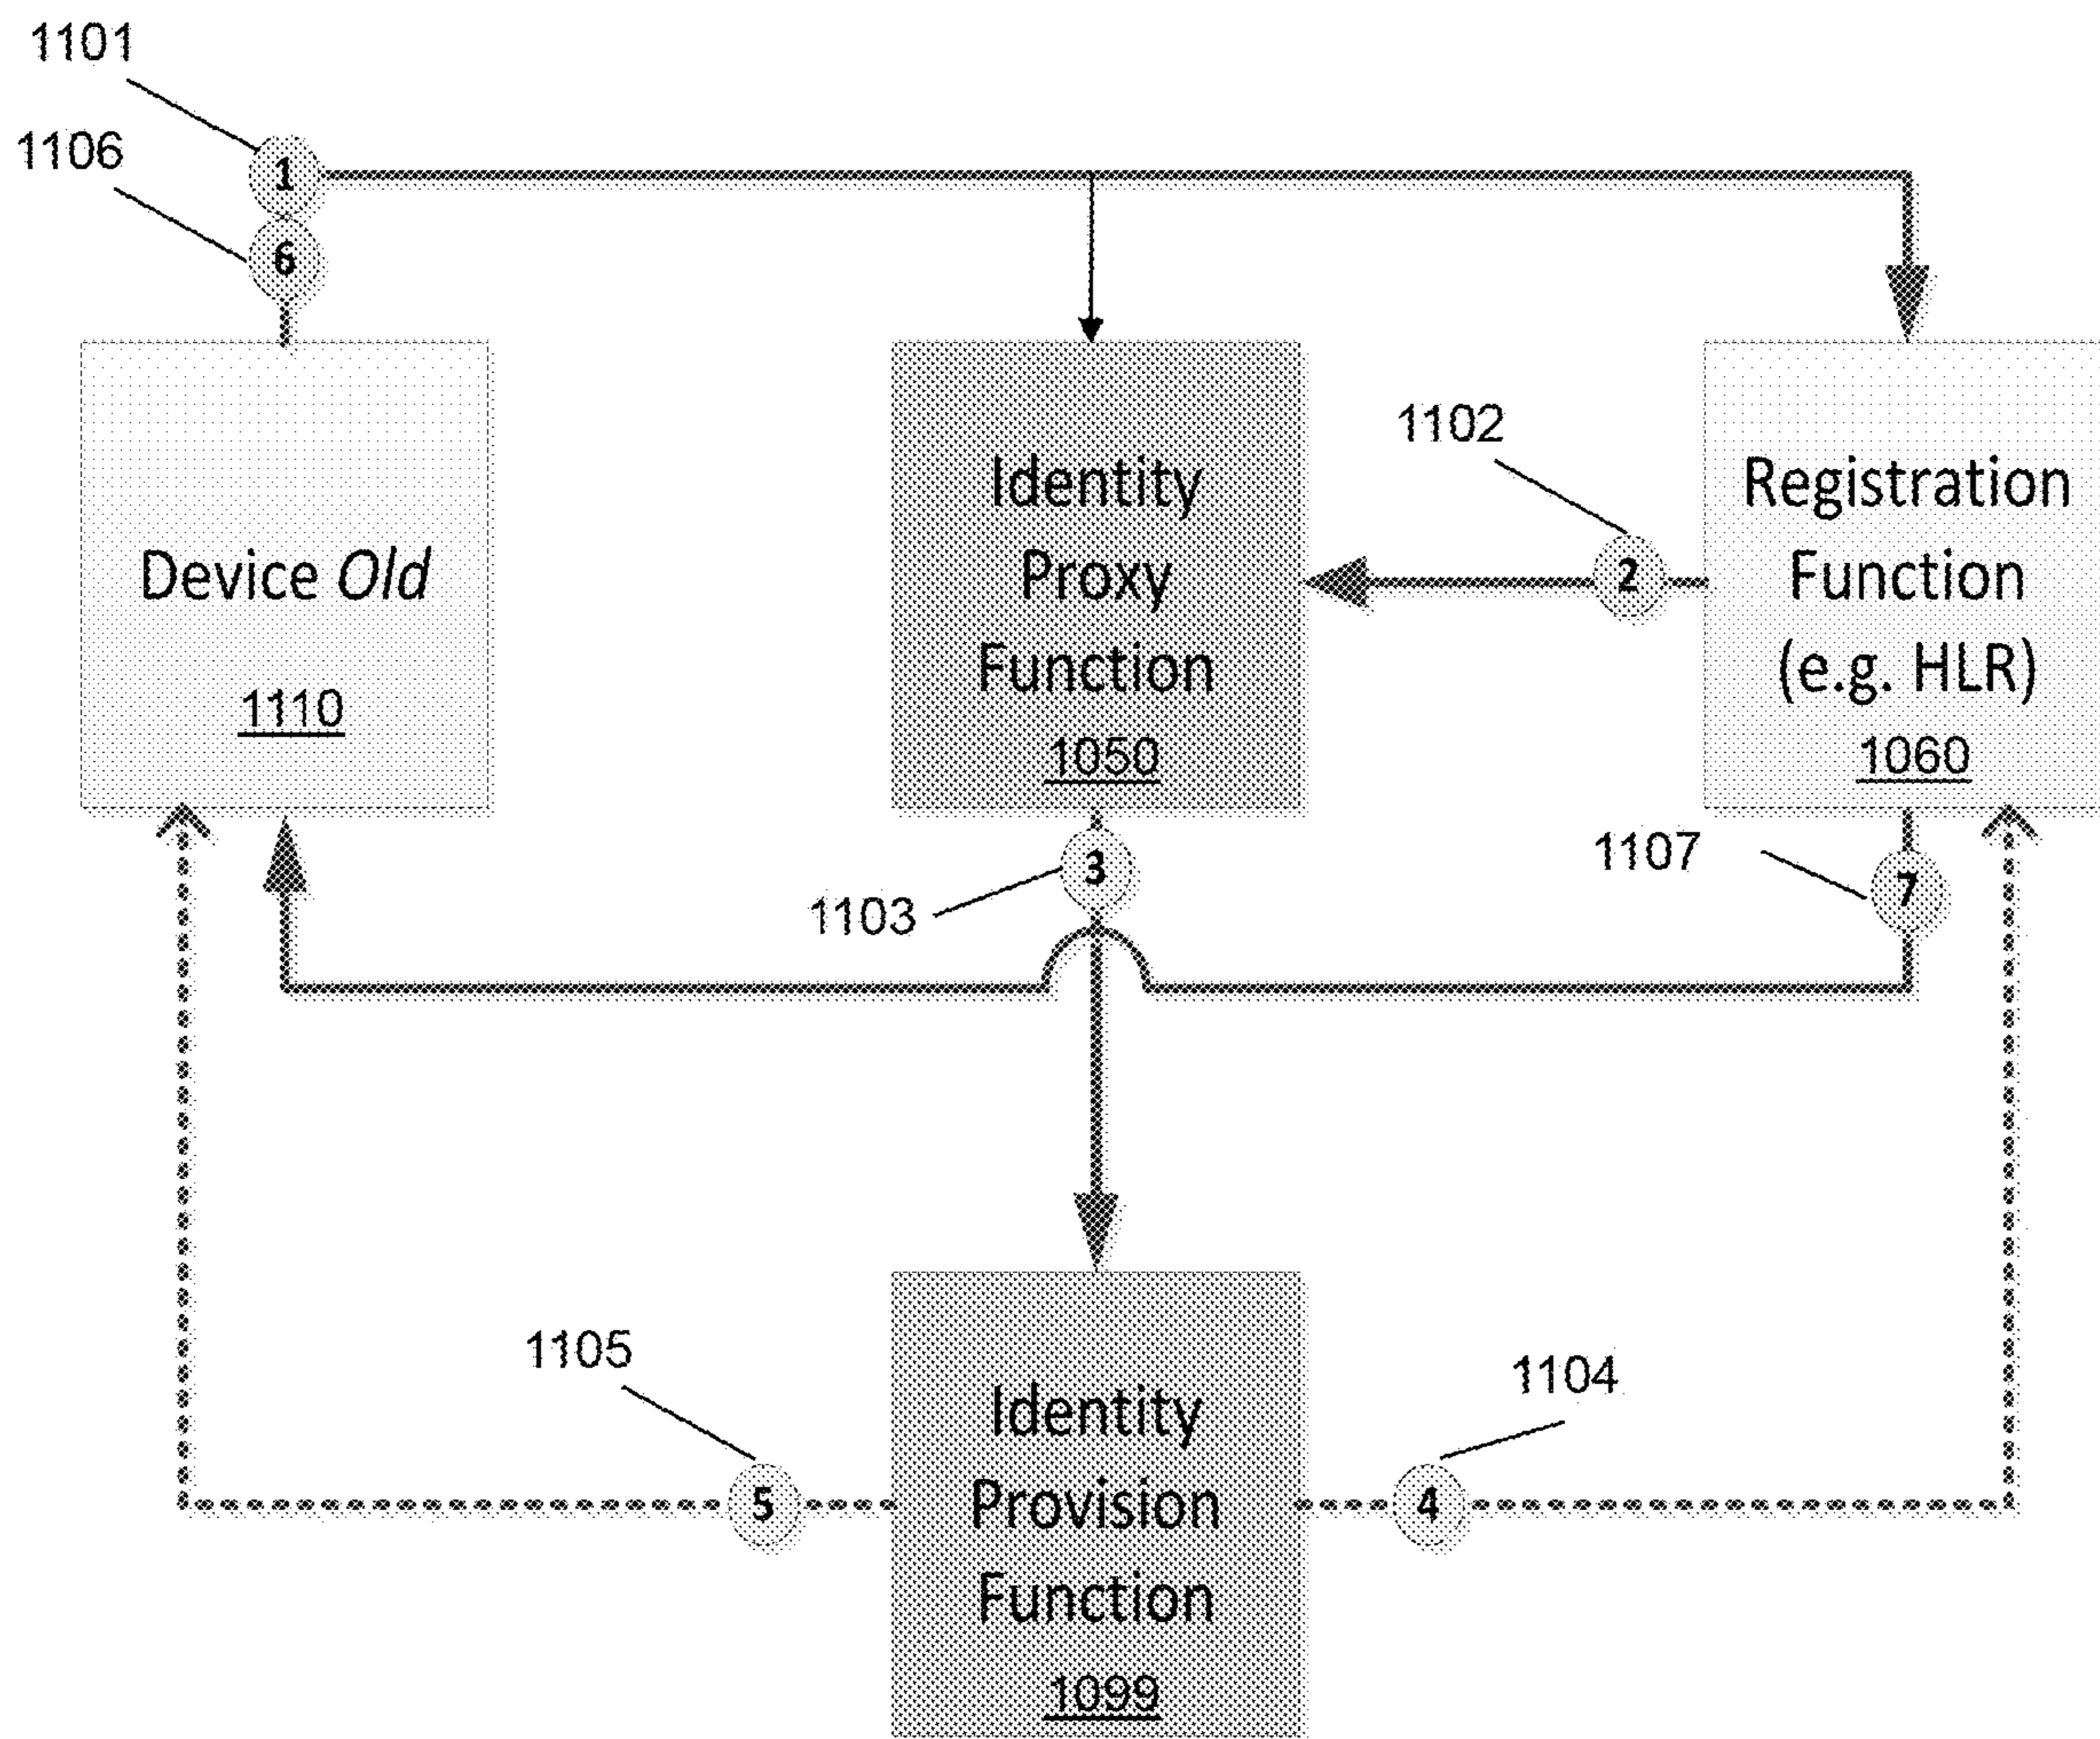 1101
1106
1
6
Device Old
1110
Identity
Proxy
Function
1050
1102
2
Registration
Function
(e.g. HLR)
1060
3
1103
1107
7
1105
5
Identity
Provision
Function
1099
1104
4